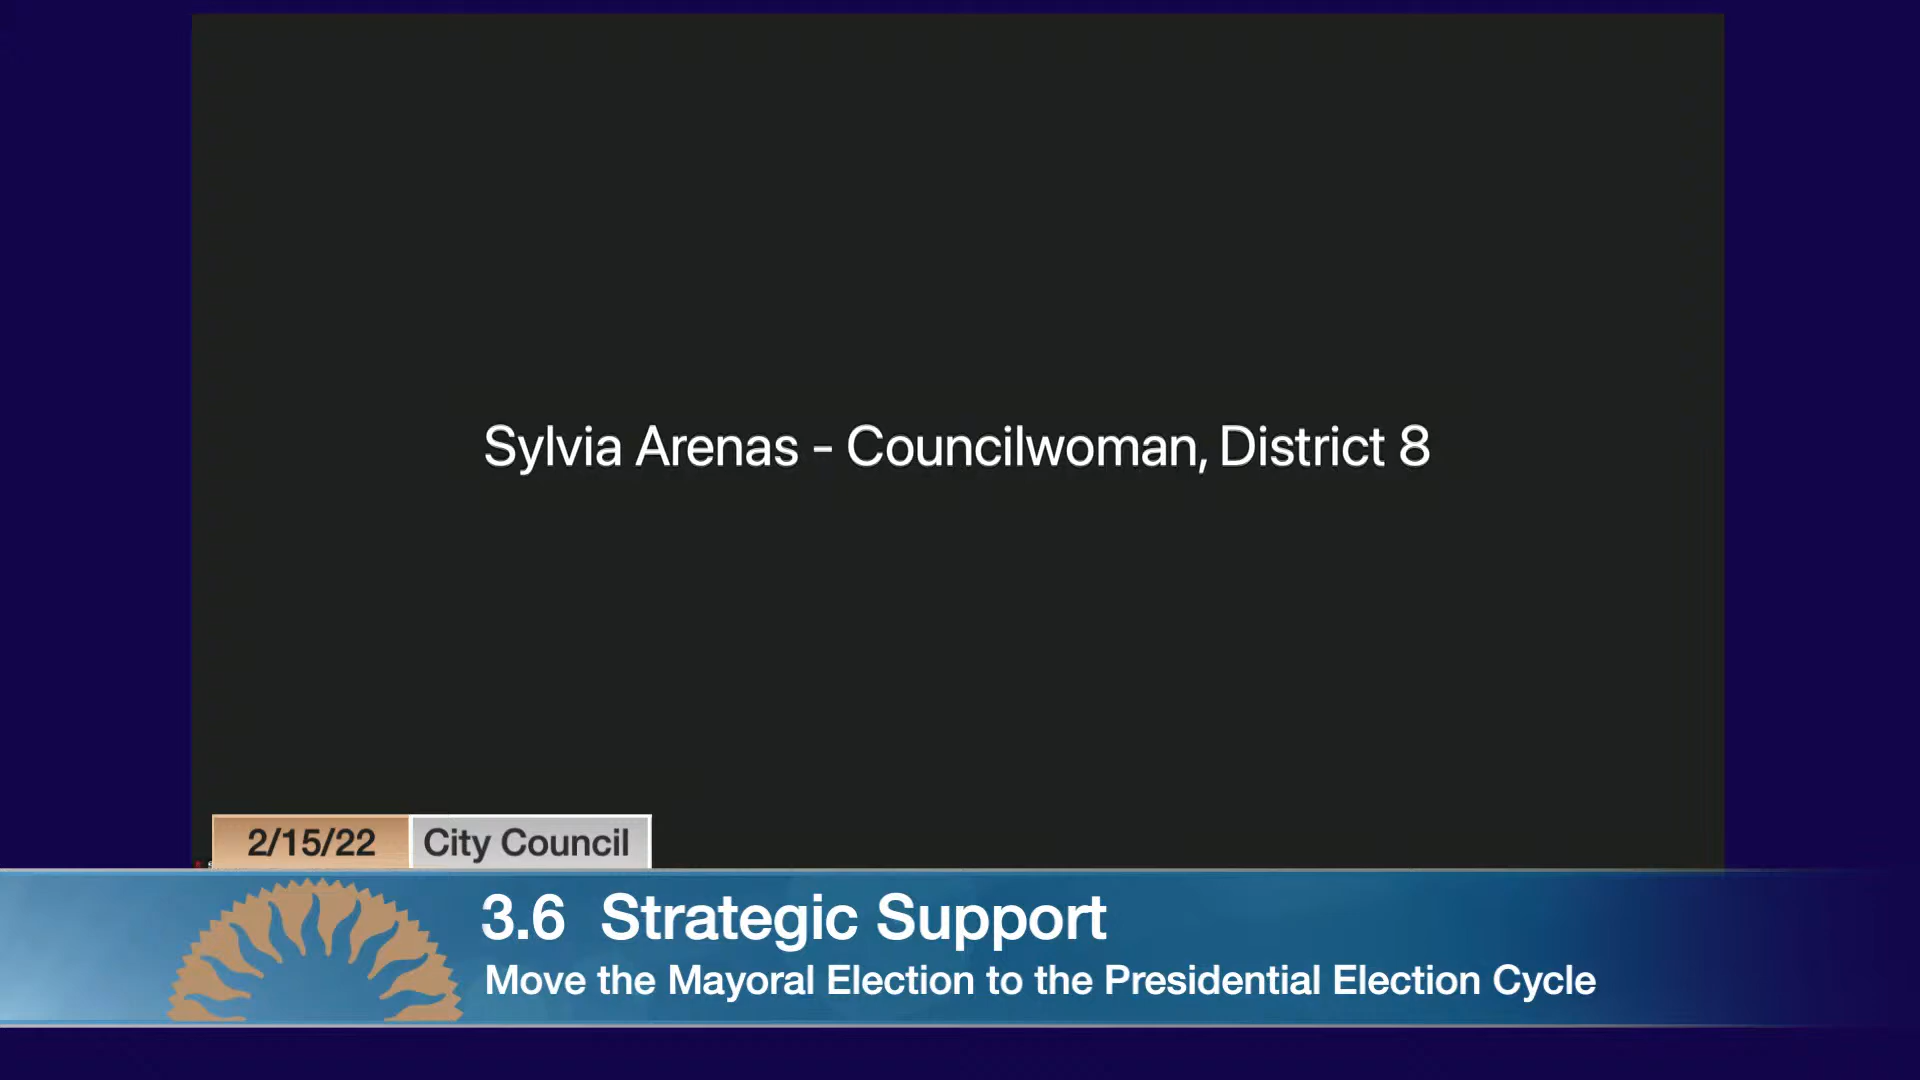 Sylvia Arenas - Councilwoman, District 8
2/15/22 City Council
3.6 Strategic Support
Move the Mayoral Election to the Presidential Election Cycle